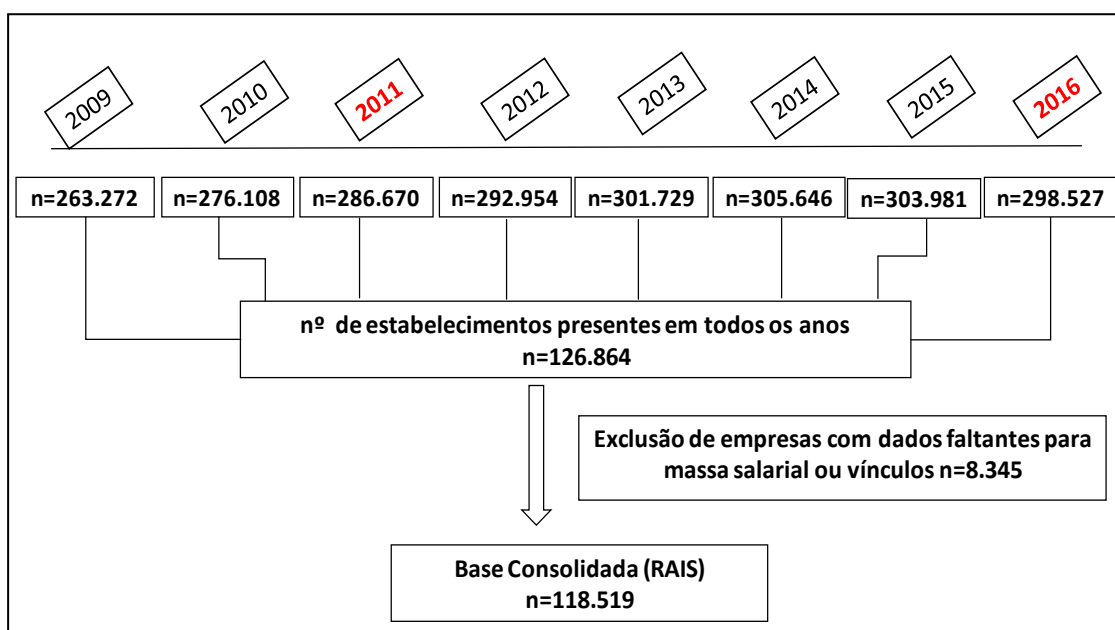 2009
2010
2011
2012
2013
2014
2015
2016
n=263.272
n=276.108
n=286.670
n=292.954
n=301.729
n=305.646
n=303.981
n=298.527
nº de estabelecimentos presentes em todos os anos
n=126.864
Exclusão de empresas com dados faltantes para
massa salarial ou vínculos n=8.345
Base Consolidada (RAIS)
n=118.519